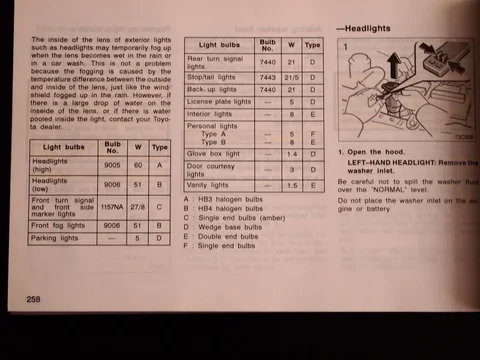 The inside of the lens of exterior lights
such as headlights may temporarily fog up
when the lens becomes wet in the rain or
in a car wash. This is not a problem
because the fogging is caused by the
temperature difference between the outside
and inside of the lens, just like the wind-
shield fogged up in the rain. However, if
there is a large drop of water on the
inseide of the lens, or if there is water
pooled inside the light, contact your Toyo-
ta dealer.
Light bulbs Bulb No. W Type
Headlights (high) 9005 60 A
Headlights (low) 9006 51 B
Front turn signal and front side marker lights 1157NA 27/8 C
Front fog lights 9006 51 B
Parking lights — 5 D
258
Light bulbs Bulb No. W Type
Rear turn signal lights 7440 21 D
Stop/tail lights 7443 21/5 D
Back-up lights 7440 21 D
License plate lights — 5 D
Interior lights — 8 E
Personal lights
Type A — 5 F
Type B — 8 E
Glove box light — 1.4 D
Door courtesy lights — 3 D
Vanity lights — 1.5 E
A : HB3 halogen bulbs
B : HB4 halogen bulbs
C : Single end bulbs (amber)
D : Wedge base bulbs
E : Double end bulbs
F : Single end bulbs
—Headlights
1
1. Open the hood.
LEFT-HAND HEADLIGHT: Remove the
washer inlet.
Be careful not to spill the washer fluid
over the "NORMAL" level.
Do not place the washer inlet on the en-
gine or battery.